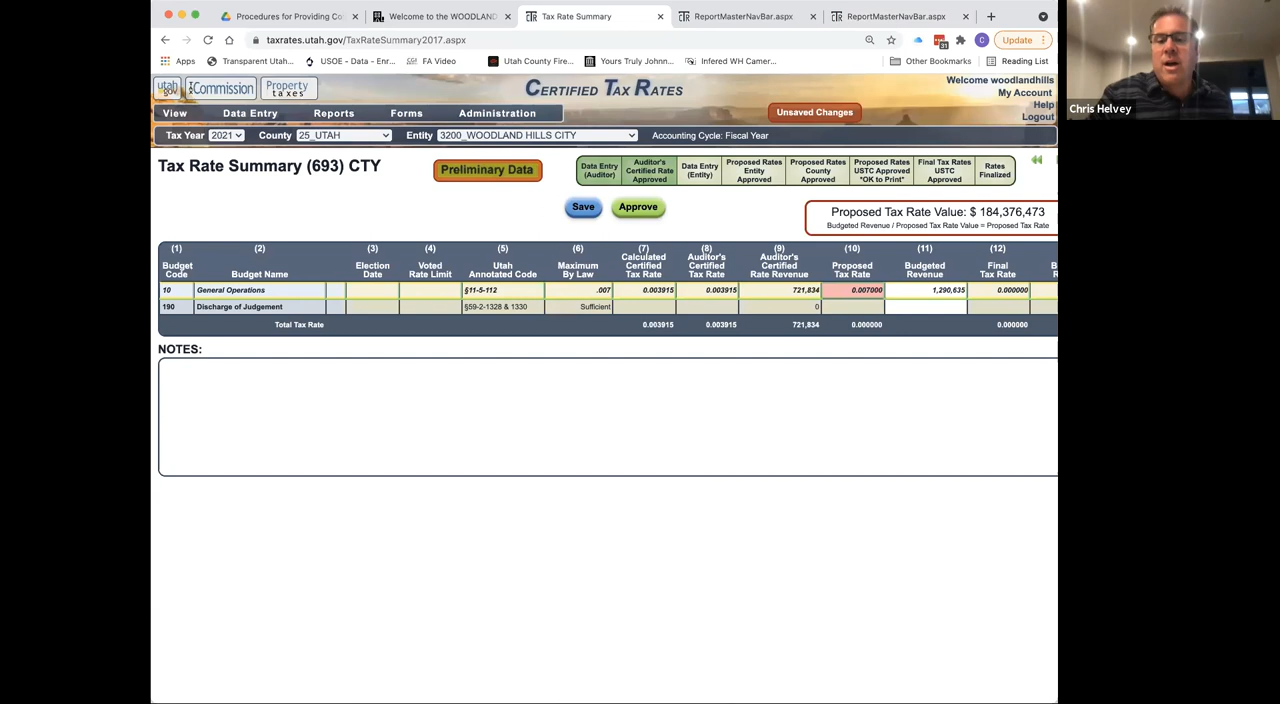 Procedures for Providing Co
Welcome to the WOODLAND
Tax Rate Summary
ReportMasterNavBar.aspx
ReportMasterNavBar.aspx
taxrates.utah.gov/TaxRateSummary2017.aspx
31
C
Update
Apps
Transparent Utah...
USOE - Data - Enr...
FA Video
Utah County Fire...
Yours Truly Johnn...
Infered WH Camer...
Other Bookmarks
Reading List
Chris Helvey
utah
gov
Commission
Property
taxes
CERTIFIED TAX RATES
Welcome woodlandhills
My Account
Help
Logout
View Data Entry Reports Forms Administration
Unsaved Changes
Tax Year 2021 County 25_UTAH Entity 3200_WOODLAND HILLS CITY Accounting Cycle: Fiscal Year
Tax Rate Summary (693) CTY
Preliminary Data
Data Entry (Auditor)
Auditor's Certified Rate Approved
Data Entry (Entity)
Proposed Rates Entity Approved
Proposed Rates County Approved
Proposed Rates USTC Approved "OK to Print"
Final Tax Rates USTC Approved
Rates Finalized
Save Approve
Proposed Tax Rate Value: $ 184,376,473
Budgeted Revenue / Proposed Tax Rate Value = Proposed Tax Rate
(1) Budget Code
(2) Budget Name
(3) Election Date
(4) Voted Rate Limit
(5) Utah Annotated Code
(6) Maximum By Law
(7) Calculated Certified Tax Rate
(8) Auditor's Certified Tax Rate
(9) Auditor's Certified Rate Revenue
(10) Proposed Tax Rate
(11) Budgeted Revenue
(12) Final Tax Rate
10 General Operations §11-5-112 .007 0.003915 0.003915 721,834 0.007000 1,290,635 0.000000
190 Discharge of Judgement §59-2-1328 & 1330 Sufficient 0
Total Tax Rate 0.003915 0.003915 721,834 0.000000 0.000000
NOTES: